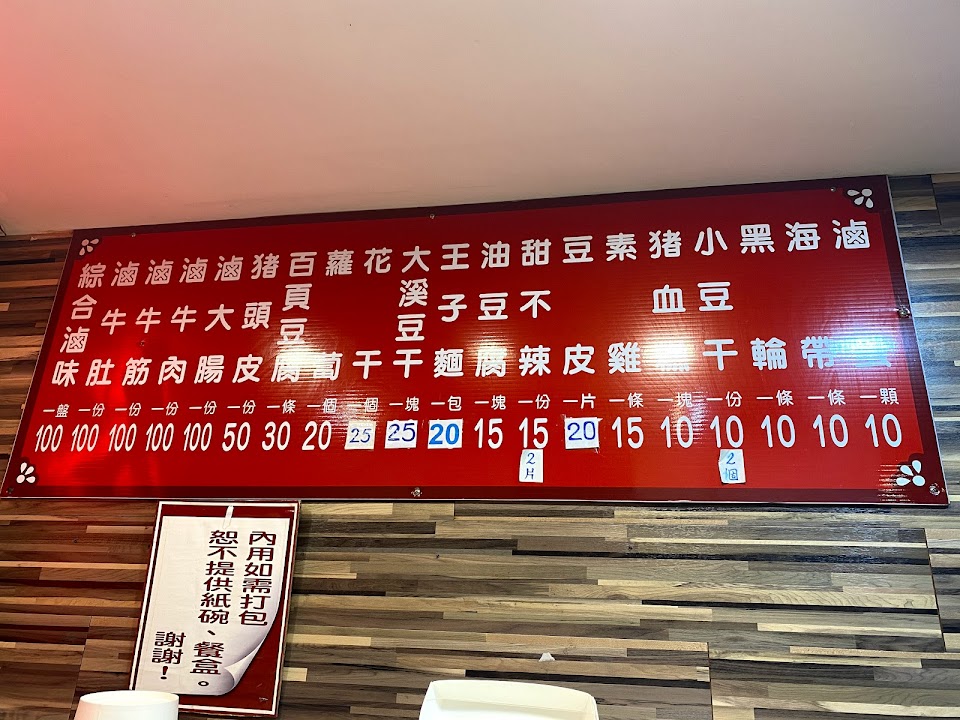 滷 一顆 10
海帶 一條 10
黑輪 一條 10
小豆干 一份 10 2個
猪血 一塊 10
素雞 一條 15
豆皮 一片 20
甜不辣 一份 15 2片
油豆腐 一塊 15
王子麵 一包 20
大溪豆干 一塊 25
花干 一個 25
蘿蔔 一個 20
百頁豆腐 一條 30
猪頭皮 一份 50
滷大腸 一份 100
滷牛肉 一份 100
滷牛筋 一份 100
滷牛肚 一份 100
綜合滷味 一盤 100
內用如需打包
恕不提供紙碗、餐盒。
謝謝！